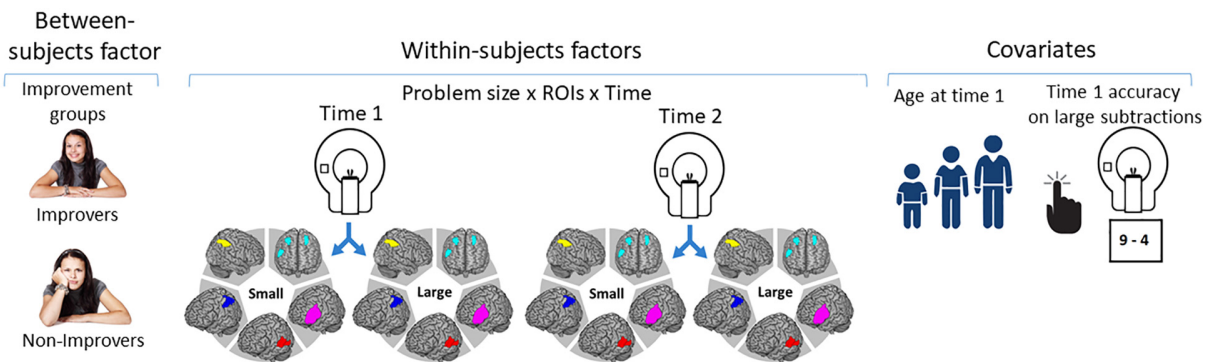 Between-
subjects factor
Improvement
groups
Improvers
Non-Improvers
Within-subjects factors
Problem size x ROIs x Time
Time 1
Time 2
Small
Large
Small
Large
Covariates
Age at time 1
Time 1 accuracy
on large subtractions
9 - 4